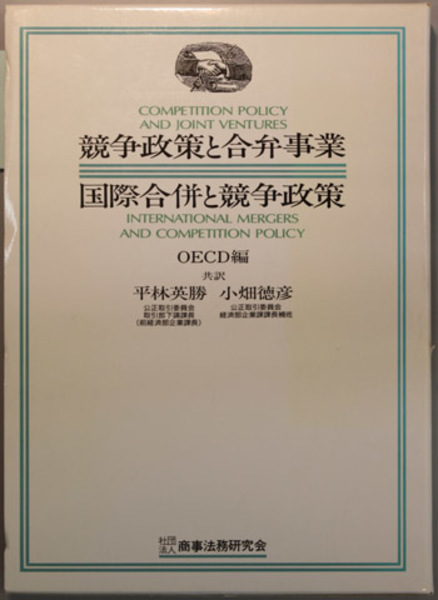 COMPETITION POLICY
AND JOINT VENTURES
競争政策と合弁事業
国際合併と競争政策
INTERNATIONAL MERGERS
AND COMPETITION POLICY
OECD編
共訳
平林英勝 小畑徳彦
公正取引委員会 公正取引委員会
取引部下請課長 経済部企業課課長補佐
(前経済部企業課長)
社団法人 商事法務研究会